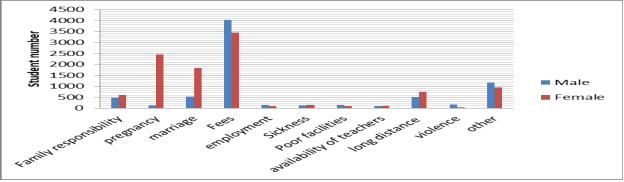 4500
4000
3500
3000
2500
2000
1500
1000
500
0
Student number
Family responsibility
pregnancy
marriage
Fees
employment
Sickness
Poor facilities
availability of teachers
long distance
violence
other
Male
Female